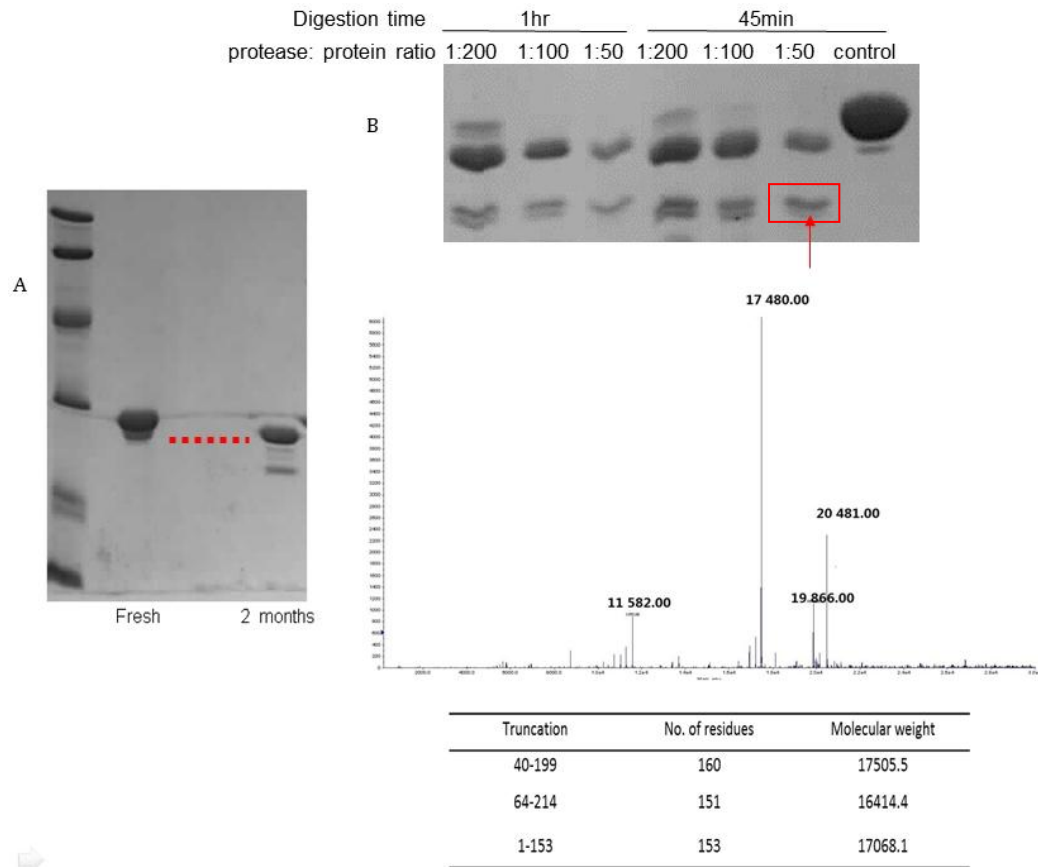 Digestion time 1hr 45min
protease: protein ratio 1:200 1:100 1:50 1:200 1:100 1:50 control
B
A
Fresh 2 months
17 480.00
20 481.00
19 866.00
11 582.00
Truncation No. of residues Molecular weight
40-199 160 17505.5
64-214 151 16414.4
1-153 153 17068.1